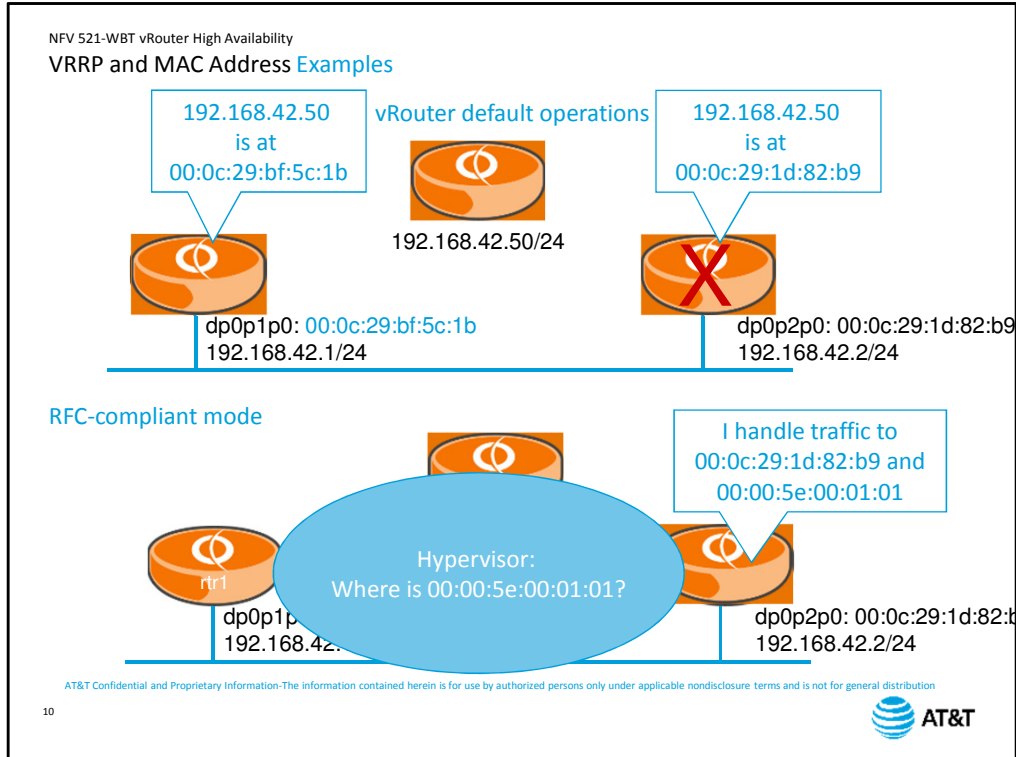 NFV 521-WBT vRouter High Availability
VRRP and MAC Address Examples
192.168.42.50
is at
00:0c:29:bf:5c:1b
vRouter default operations
192.168.42.50
is at
00:0c:29:1d:82:b9
192.168.42.50/24
X
dp0p1p0: 00:0c:29:bf:5c:1b
192.168.42.1/24
dp0p2p0: 00:0c:29:1d:82:b9
192.168.42.2/24
RFC-compliant mode
I handle traffic to
00:0c:29:1d:82:b9 and
00:00:5e:00:01:01
rtr1
Hypervisor:
Where is 00:00:5e:00:01:01?
dp0p1p
192.168.42.
dp0p2p0: 00:0c:29:1d:82:b
192.168.42.2/24
AT&T Confidential and Proprietary Information-The information contained herein is for use by authorized persons only under applicable nondisclosure terms and is not for general distribution
10
AT&T